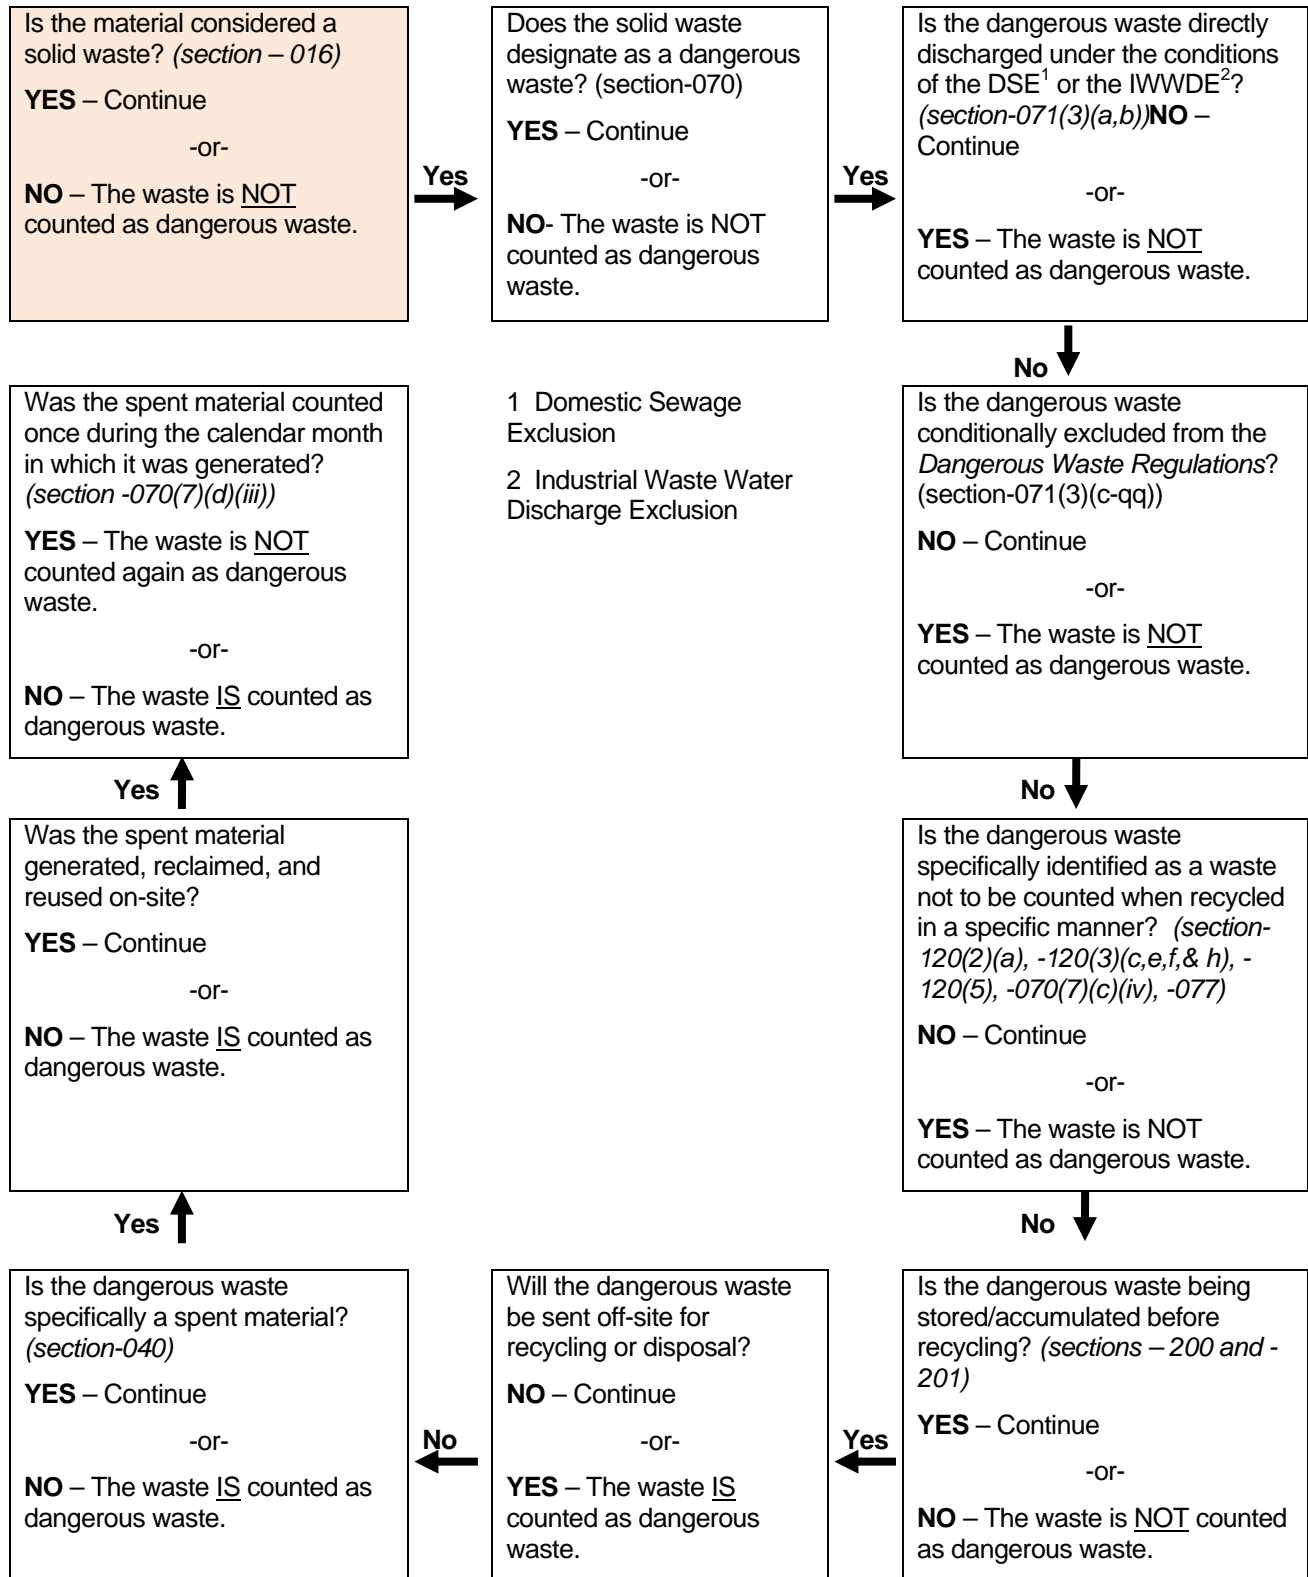 Is the material considered a
solid waste? (section – 016)
YES – Continue
-or-
NO – The waste is NOT
counted as dangerous waste.
Yes
Does the solid waste
designate as a dangerous
waste? (section-070)
YES – Continue
-or-
NO- The waste is NOT
counted as dangerous
waste.
Yes
Is the dangerous waste directly
discharged under the conditions
of the DSE1 or the IWWDE2?
(section-071(3)(a,b))NO –
Continue
-or-
YES – The waste is NOT
counted as dangerous waste.
No
Is the dangerous waste
conditionally excluded from the
Dangerous Waste Regulations?
(section-071(3)(c-qq))
NO – Continue
-or-
YES – The waste is NOT
counted as dangerous waste.
No
Is the dangerous waste
specifically identified as a waste
not to be counted when recycled
in a specific manner? (section-
120(2)(a), -120(3)(c,e,f,& h), -
120(5), -070(7)(c)(iv), -077)
NO – Continue
-or-
YES – The waste is NOT
counted as dangerous waste.
No
Is the dangerous waste being
stored/accumulated before
recycling? (sections – 200 and -
201)
YES – Continue
-or-
NO – The waste is NOT counted
as dangerous waste.
Yes
Will the dangerous waste
be sent off-site for
recycling or disposal?
NO – Continue
-or-
YES – The waste IS
counted as dangerous
waste.
No
Is the dangerous waste
specifically a spent material?
(section-040)
YES – Continue
-or-
NO – The waste IS counted as
dangerous waste.
Yes
Was the spent material
generated, reclaimed, and
reused on-site?
YES – Continue
-or-
NO – The waste IS counted as
dangerous waste.
Yes
Was the spent material counted
once during the calendar month
in which it was generated?
(section -070(7)(d)(iii))
YES – The waste is NOT
counted again as dangerous
waste.
-or-
NO – The waste IS counted as
dangerous waste.
1 Domestic Sewage
Exclusion
2 Industrial Waste Water
Discharge Exclusion